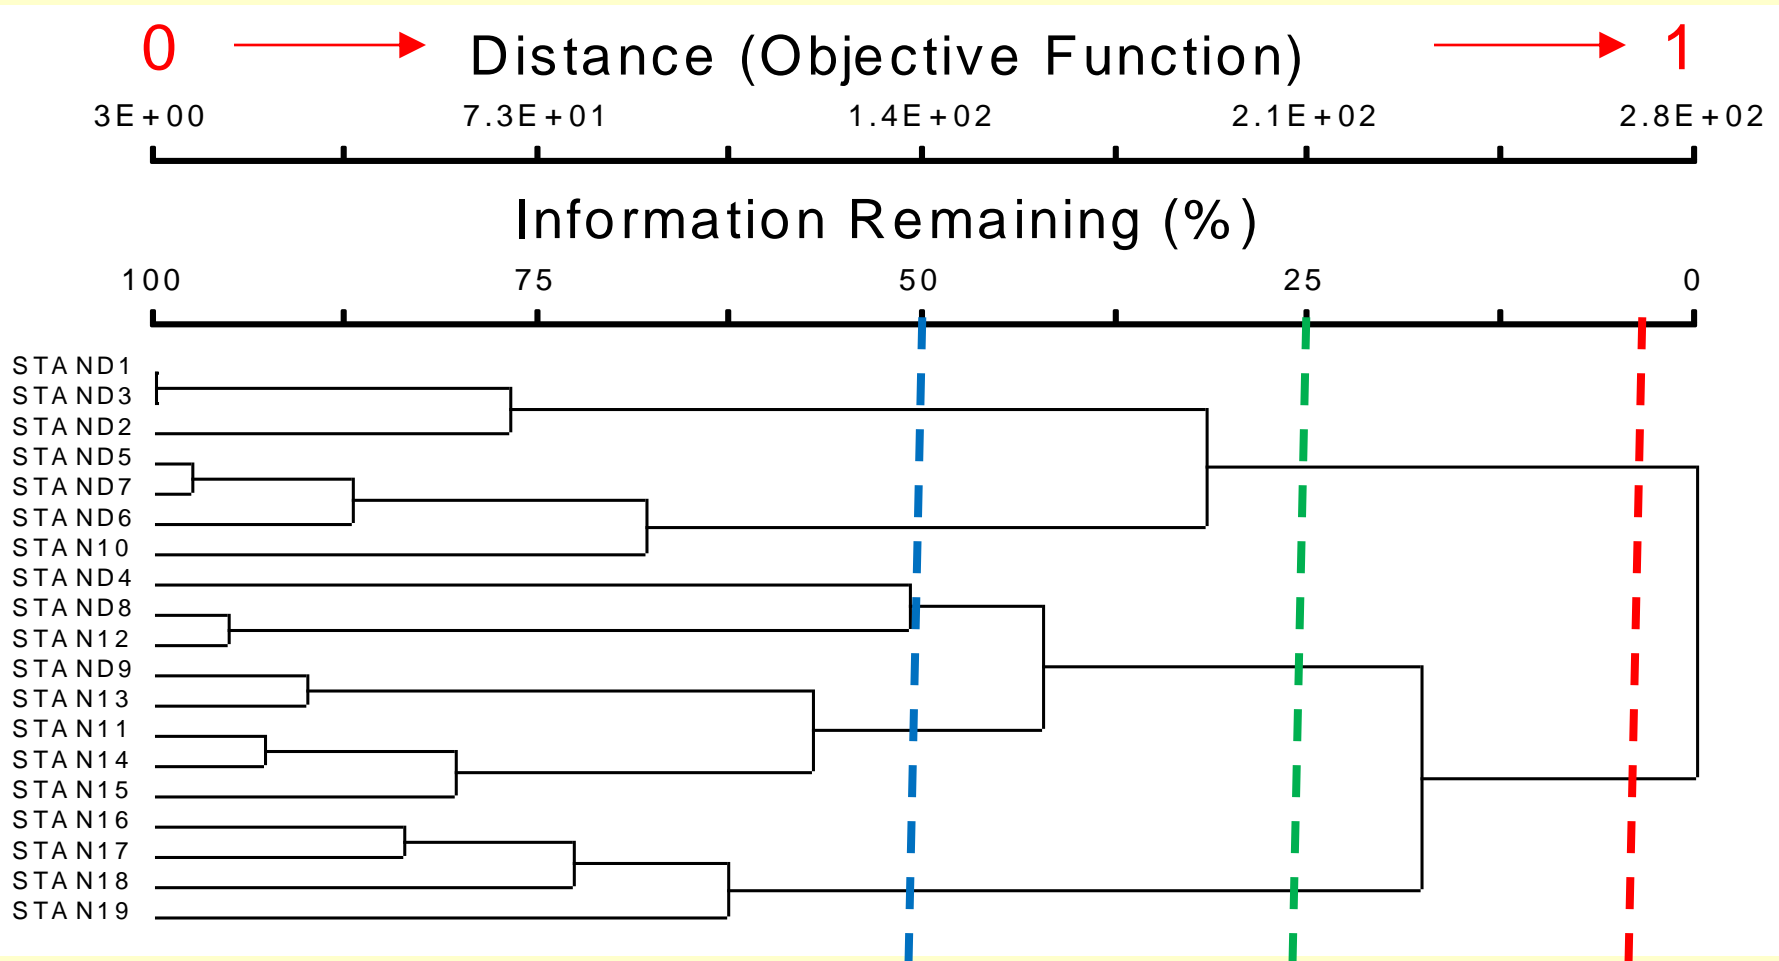 0 Distance (Objective Function) 1
3E+00 7.3E+01 1.4E+02 2.1E+02 2.8E+02
Information Remaining (%)
100 75 50 25 0
STAND1
STAND3
STAND2
STAND5
STAND7
STAND6
STAN10
STAND4
STAND8
STAN12
STAND9
STAN13
STAN11
STAN14
STAN15
STAN16
STAN17
STAN18
STAN19